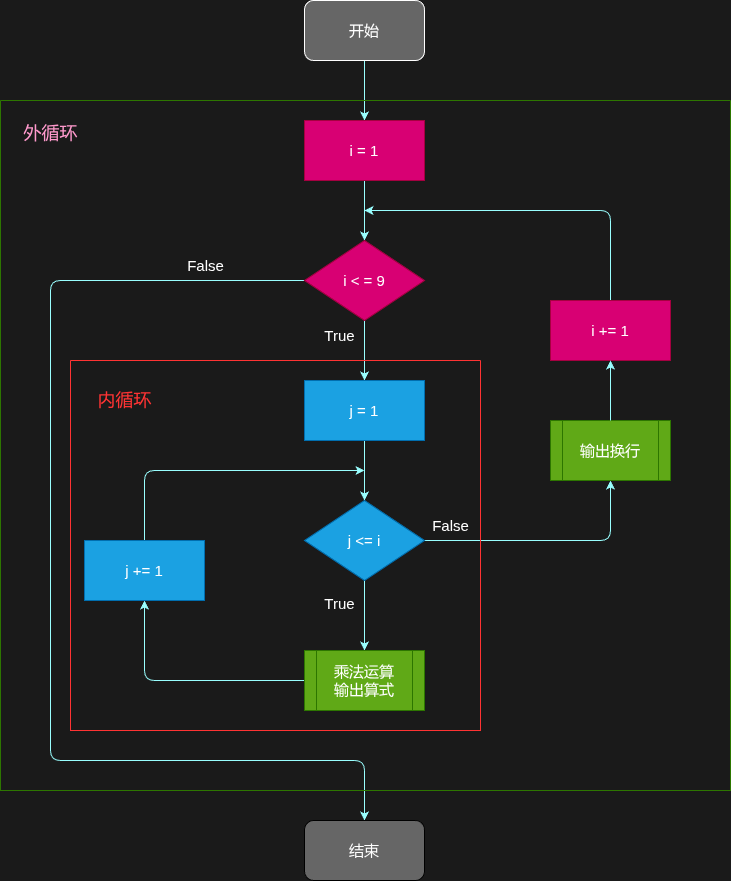 开始
外循环
i = 1
False
i < = 9
True
i += 1
内循环
j = 1
输出换行
False
j <= i
j += 1
True
乘法运算
输出算式
结束